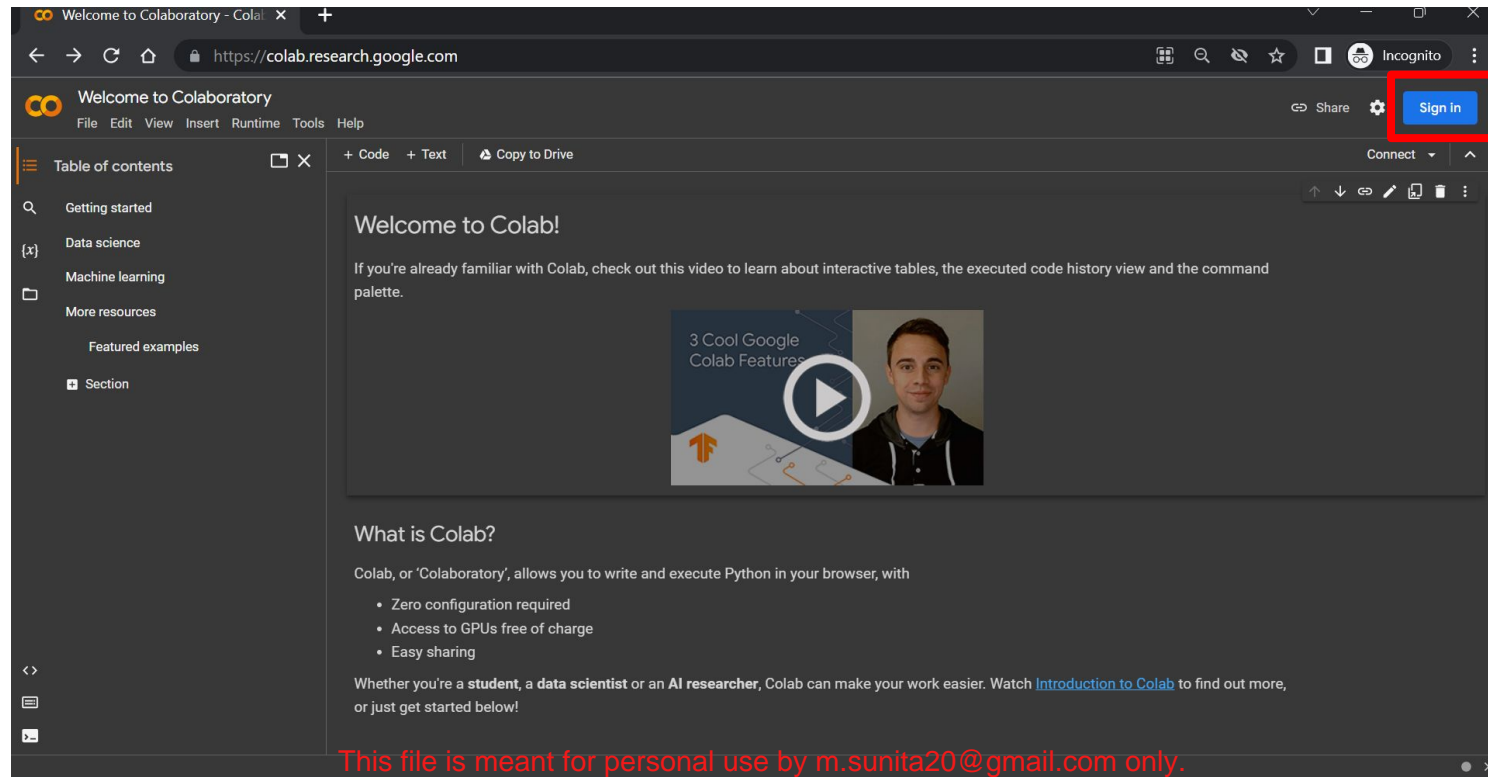 Welcome to Colaboratory - Colal
https://colab.research.google.com
Incognito
Welcome to Colaboratory
File Edit View Insert Runtime Tools Help
Share
Sign in
Table of contents
+ Code + Text Copy to Drive
Connect
Getting started
Data science
{x}
Machine learning
More resources
Featured examples
Section
Welcome to Colab!
If you're already familiar with Colab, check out this video to learn about interactive tables, the executed code history view and the command
palette.
3 Cool Google
Colab Features
What is Colab?
Colab, or ‘Colaboratory’, allows you to write and execute Python in your browser, with
• Zero configuration required
• Access to GPUs free of charge
• Easy sharing
Whether you're a student, a data scientist or an AI researcher, Colab can make your work easier. Watch Introduction to Colab to find out more,
or just get started below!
This file is meant for personal use by m.sunita20@gmail.com only.